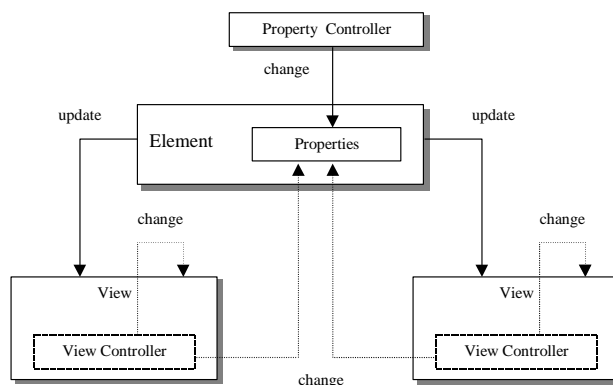 Property Controller
change
update
update
Element
Properties
change
change
View
View
View Controller
View Controller
change